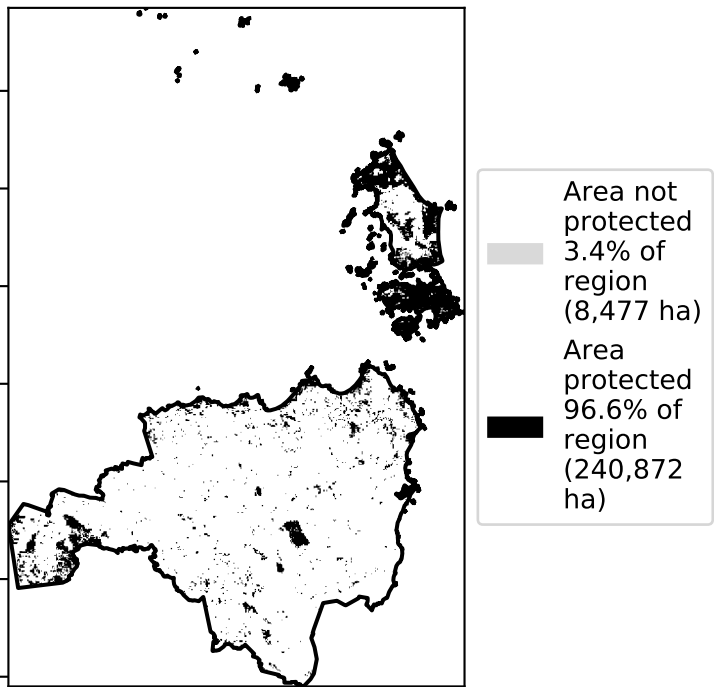 Area not
protected
3.4% of
region
(8,477 ha)
Area
protected
96.6% of
region
(240,872
ha)